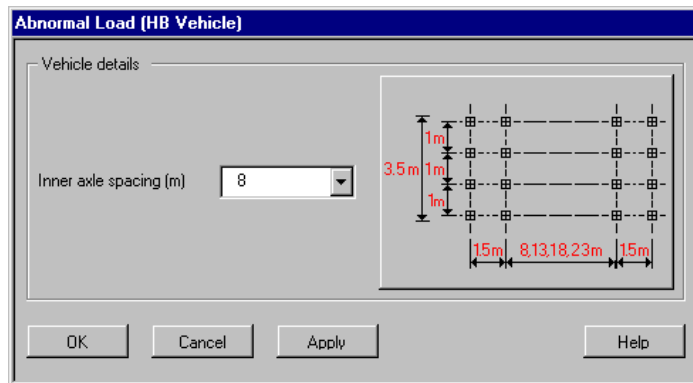 Abnormal Load (HB Vehicle)
Vehicle details
Inner axle spacing (m)
8
1m
3.5m 1m
1m
1.5m 8,13,18,23m 1.5m
OK Cancel Apply Help